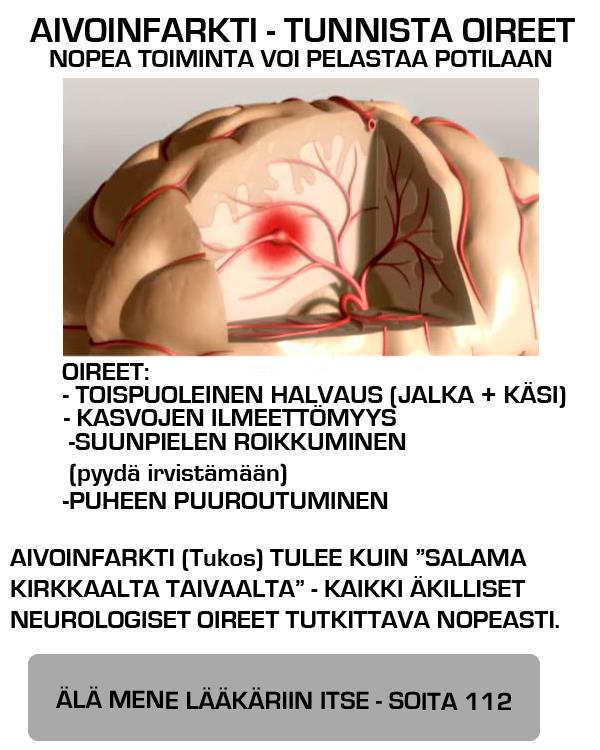 AIVOINFARKTI - TUNNISTA OIREET
NOPEA TOIMINTA VOI PELASTAA POTILAAN
OIREET:
- TOISPUOLEINEN HALVAUS (JALKA + KÄSI)
- KASVOJEN ILMEETTÖMYYS
-SUUNPIELEN ROIKKUMINEN
(pyydä irvistämään)
-PUHEEN PUUROUTUMINEN
AIVOINFARKTI (Tukos) TULEE KUIN ”SALAMA
KIRKKAALTA TAIVAALTA” - KAIKKI ÄKILLISET
NEUROLOGISET OIREET TUTKITTAVA NOPEASTI.
ÄLÄ MENE LÄÄKÄRIIN ITSE - SOITA 112